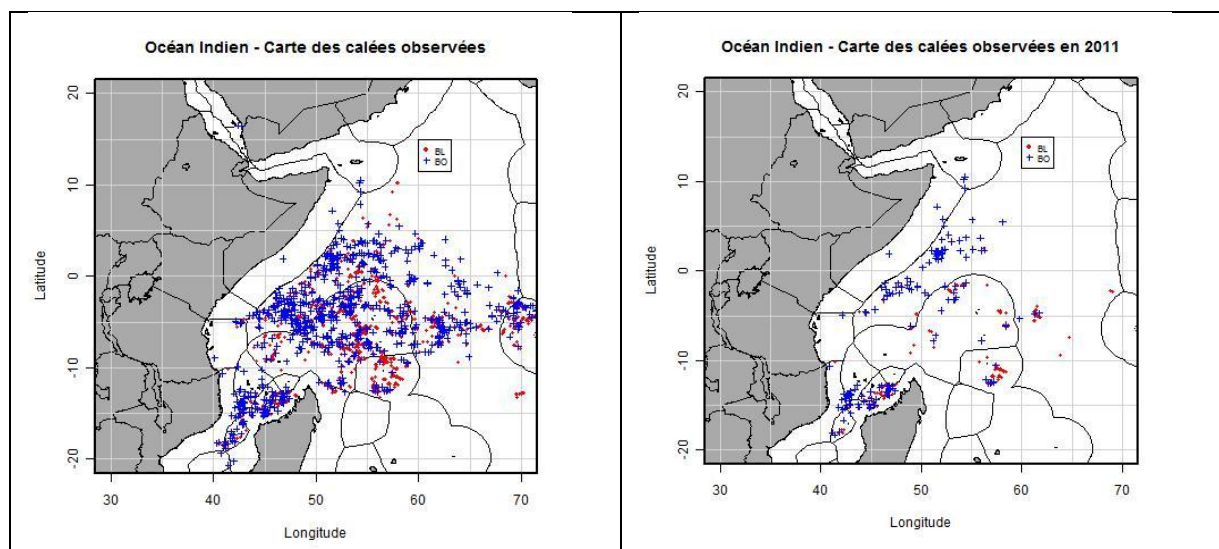 Océan Indien - Carte des calées observées
20
10
0
-10
-20
Latitude
BL
BO
30
40
50
60
70
Longitude
Océan Indien - Carte des calées observées en 2011
20
10
0
-10
-20
Latitude
BL
BO
30
40
50
60
70
Longitude